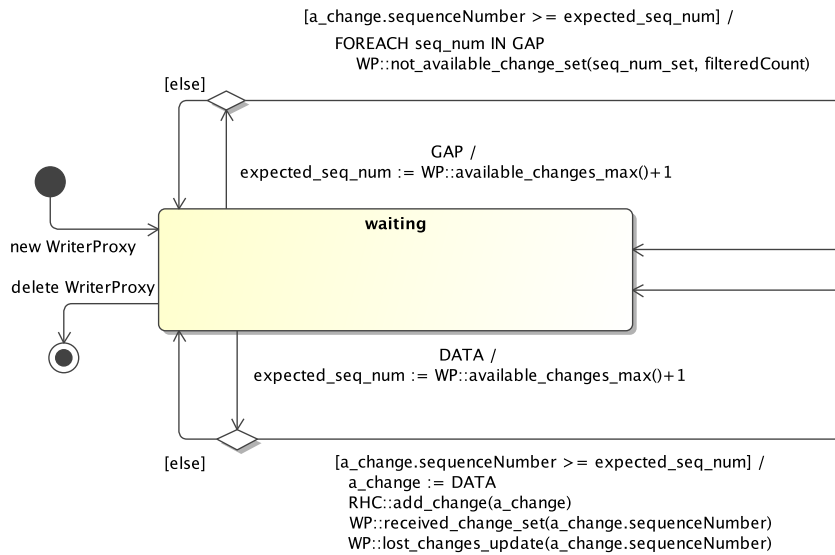 [a_change.sequenceNumber >= expected_seq_num] /
FOREACH seq_num IN GAP
WP::not_available_change_set(seq_num_set, filteredCount)
[else]
GAP /
expected_seq_num := WP::available_changes_max()+1
waiting
new WriterProxy
delete WriterProxy
DATA /
expected_seq_num := WP::available_changes_max()+1
[else]
[a_change.sequenceNumber >= expected_seq_num] /
a_change := DATA
RHC::add_change(a_change)
WP::received_change_set(a_change.sequenceNumber)
WP::lost_changes_update(a_change.sequenceNumber)